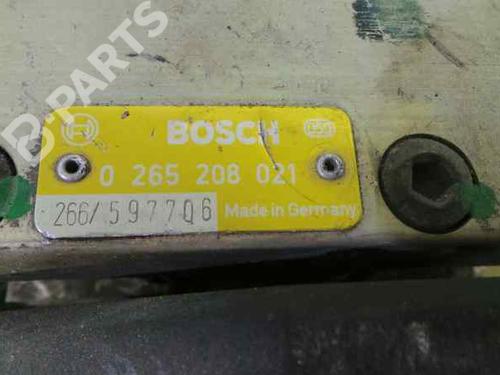 B-PARTS
BOSCH
0 265 208 021
266/597706
Made in Germany